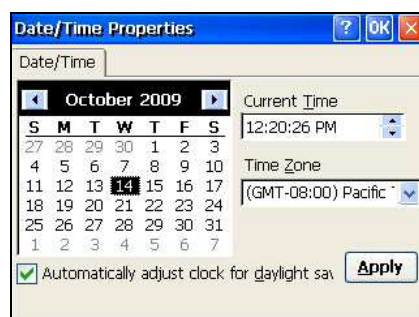 Date/Time Properties ? OK ×
Date/Time
October 2009
S M T W T F S
27 28 29 30 1 2 3
4 5 6 7 8 9 10
11 12 13 14 15 16 17
18 19 20 21 22 23 24
25 26 27 28 29 30 31
1 2 3 4 5 6 7
Current Time
12:20:26 PM
Time Zone
(GMT-08:00) Pacific
Automatically adjust clock for daylight sav
Apply